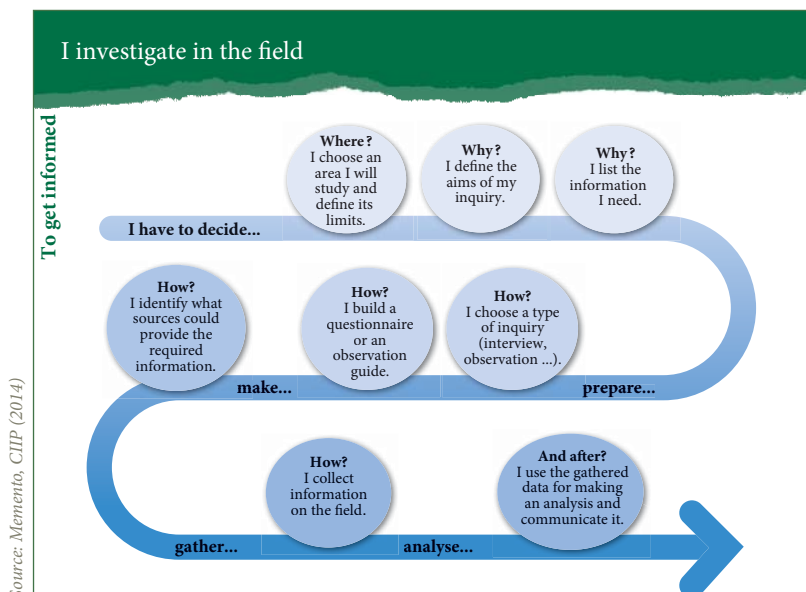 I investigate in the field
To get informed
Where?
I choose an
area I will
study and
define its
limits.
Why?
I define the
aims of my
inquiry.
Why?
I list the
information
I need.
I have to decide...
How?
I choose a type
of inquiry
(interview,
observation ...).
How?
I build a
questionnaire
or an
observation
guide.
How?
I identify what
sources could
provide the
required
information.
prepare...
make...
How?
I collect
information
on the field.
And after?
I use the gathered
data for making
an analysis and
communicate it.
gather...
analyse...
Source: Memento, CIIP (2014)